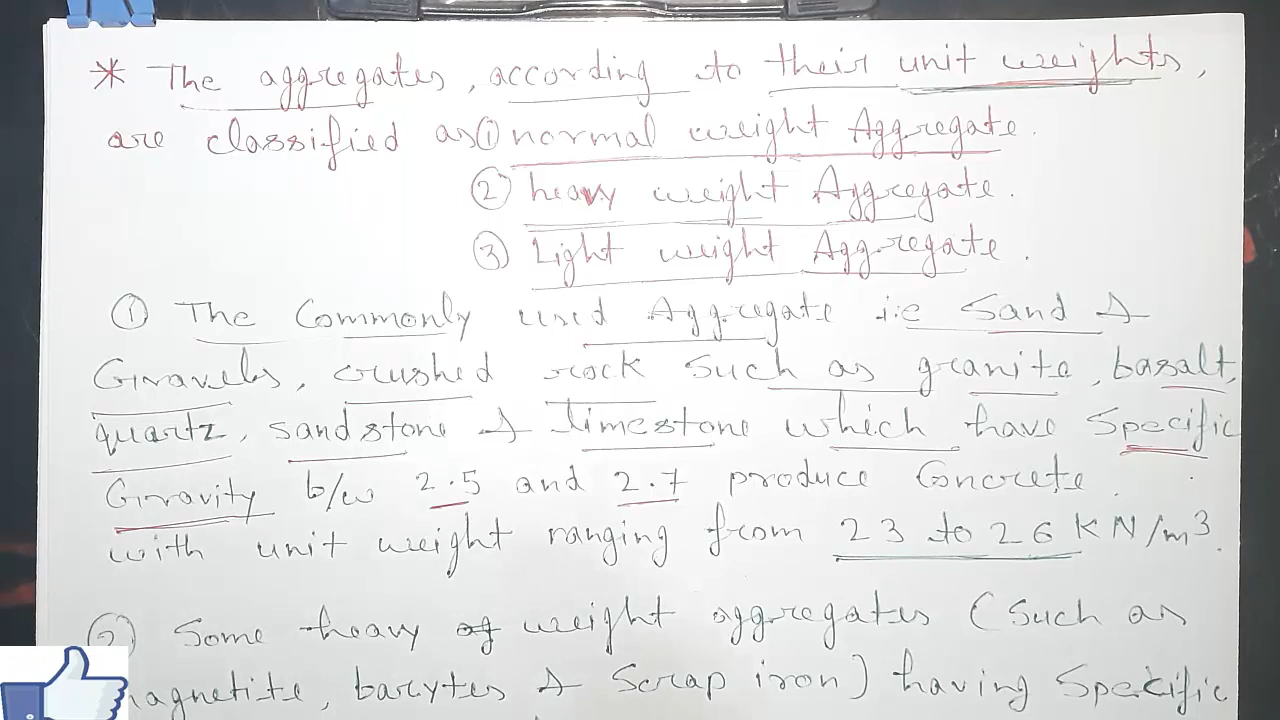 * The aggregates, according to their unit weights,
are classified as ① normal weight Aggregate.
② heavy weight Aggregate.
③ Light weight Aggregate.
① The Commonly used Aggregate i.e Sand &
Gravels, crushed rock Such as granite, basalt,
quartz, sandstone & limestone which have Specific
Gravity b/w 2.5 and 2.7 produce Concrete.
with unit weight ranging from 23 to 26 KN/m³.
② Some heavy weight aggregates (Such as
magnetite, barytes & Scrap iron) having Specific